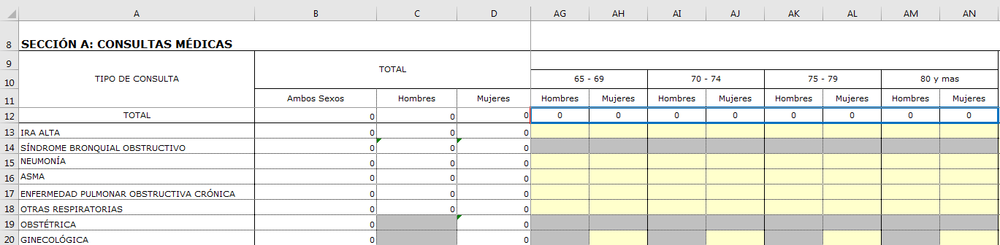 A B C D AG AH AI AJ AK AL AM AN
8 SECCIÓN A: CONSULTAS MÉDICAS
9 TOTAL
10 TIPO DE CONSULTA 65 - 69 70 - 74 75 - 79 80 y mas
11 Ambos Sexos Hombres Mujeres Hombres Mujeres Hombres Mujeres Hombres Mujeres Hombres Mujeres
12 TOTAL 0 0 0 0 0 0 0 0 0 0 0
13 IRA ALTA 0 0 0
14 SÍNDROME BRONQUIAL OBSTRUCTIVO 0 0 0
15 NEUMONÍA 0 0 0
16 ASMA 0 0 0
17 ENFERMEDAD PULMONAR OBSTRUCTIVA CRÓNICA 0 0 0
18 OTRAS RESPIRATORIAS 0 0 0
19 OBSTÉTRICA 0 0
20 GINECOLÓGICA 0 0